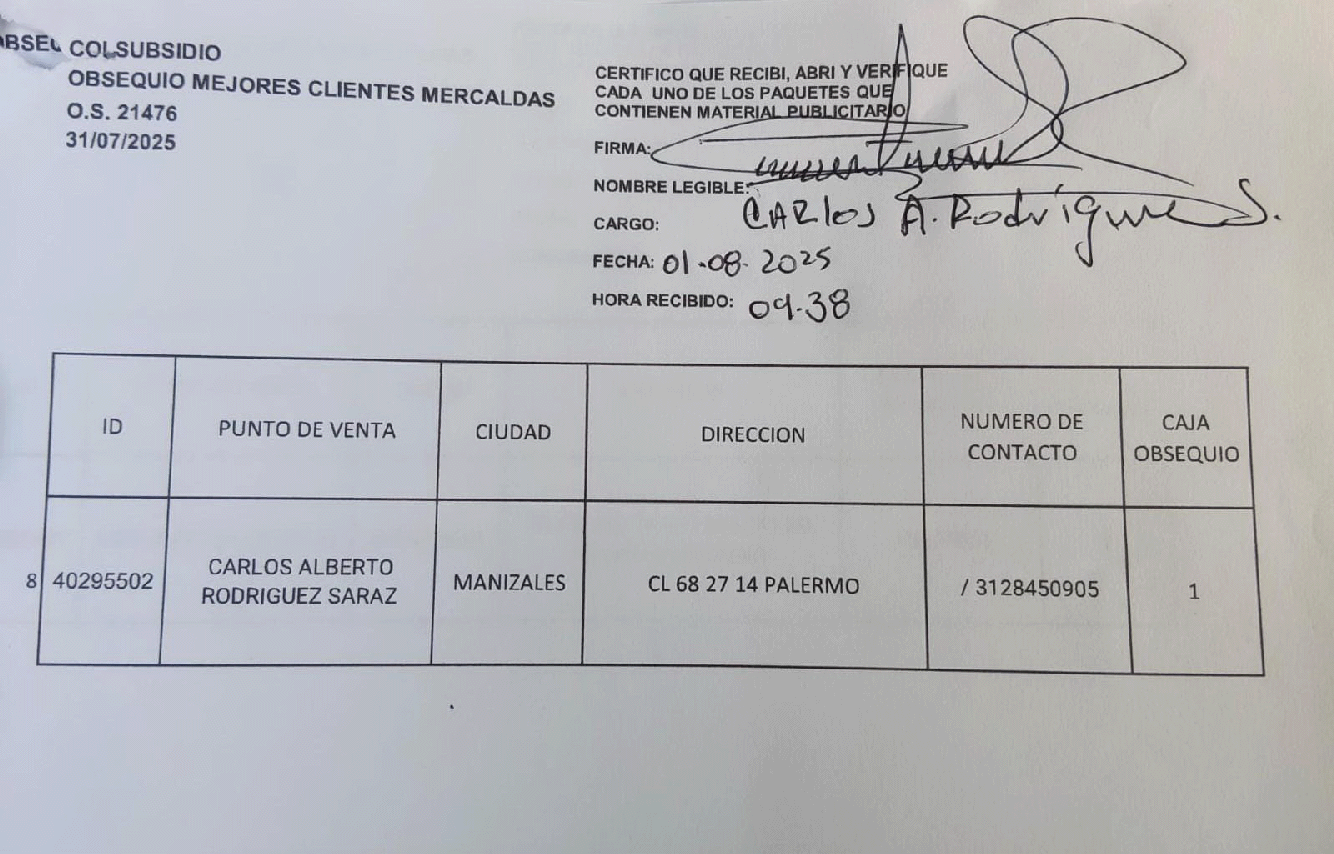 COLSUBSIDIO
OBSEQUIO MEJORES CLIENTES MERCALDAS
O.S. 21476
31/07/2025
CERTIFICO QUE RECIBI, ABRI Y VERIFIQUE
CADA UNO DE LOS PAQUETES QUE
CONTIENEN MATERIAL PUBLICITARIO
FIRMA:
NOMBRE LEGIBLE:
CARLOS A. Rodríguez S.
CARGO:
FECHA: 01-08-2025
HORA RECIBIDO: 09-38
ID PUNTO DE VENTA CIUDAD DIRECCION NUMERO DE CONTACTO CAJA OBSEQUIO
8 40295502 CARLOS ALBERTO RODRIGUEZ SARAZ MANIZALES CL 68 27 14 PALERMO / 3128450905 1